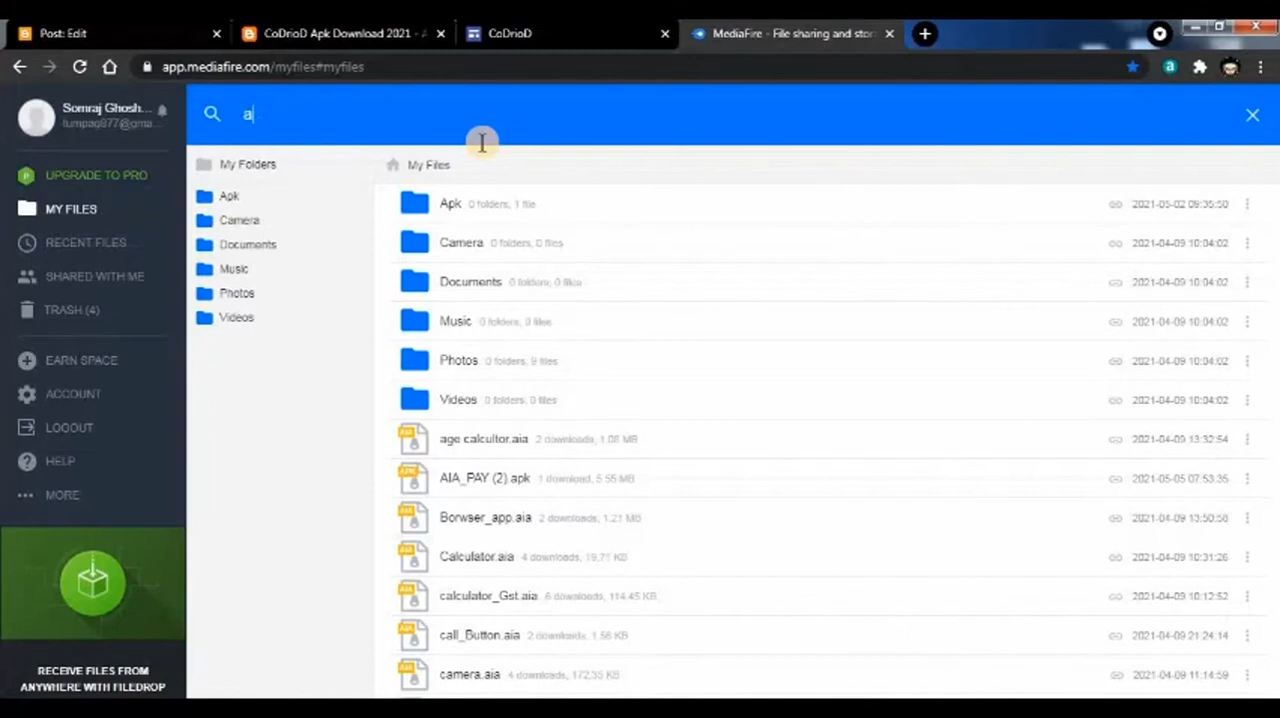 Post: Edit
CoDrioD Apk Download 2021 -
CoDrioD
MediaFire - File sharing and stor
app.mediafire.com/myfiles#myfiles
Somraj Ghosh...
UPGRADE TO PRO
MY FILES
RECENT FILES
SHARED WITH ME
TRASH (4)
EARN SPACE
ACCOUNT
LOGOUT
HELP
MORE
RECEIVE FILES FROM
ANYWHERE WITH FILEDROP
a
My Folders
Apk
Camera
Documents
Music
Photos
Videos
My Files
Apk 0 folders, 1 file 2021-05-02 09:35:50
Camera 0 folders, 0 files 2021-04-09 10:04:02
Documents 0 folders, 0 files 2021-04-09 10:04:02
Music 0 folders, 0 files 2021-04-09 10:04:02
Photos 0 folders, 9 files 2021-04-09 10:04:02
Videos 0 folders, 0 files 2021-04-09 10:04:02
age calcultor.aia 2 downloads, 1.08 MB 2021-04-09 13:32:54
AIA_PAY (2).apk 1 download, 5.55 MB 2021-05-05 07:53:35
Borwser_app.aia 2 downloads, 1.21 MB 2021-04-09 13:50:58
Calculator.aia 4 downloads, 19.71 KB 2021-04-09 10:31:26
calculator_Gst.aia 6 downloads, 114.45 KB 2021-04-09 10:12:52
call_Button.aia 2 downloads, 1.56 KB 2021-04-09 21:24:14
camera.aia 4 downloads, 172.35 KB 2021-04-09 11:14:59